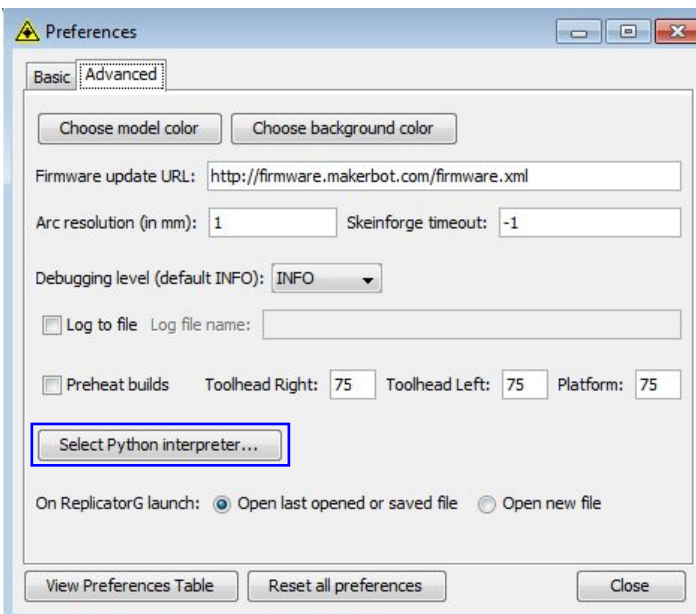 Preferences
Basic Advanced
Choose model color Choose background color
Firmware update URL: http://firmware.makerbot.com/firmware.xml
Arc resolution (in mm): 1 Skeinforge timeout: -1
Debugging level (default INFO): INFO
Log to file Log file name:
Preheat builds Toolhead Right: 75 Toolhead Left: 75 Platform: 75
Select Python interpreter...
On ReplicatorG launch: Open last opened or saved file Open new file
View Preferences Table Reset all preferences Close